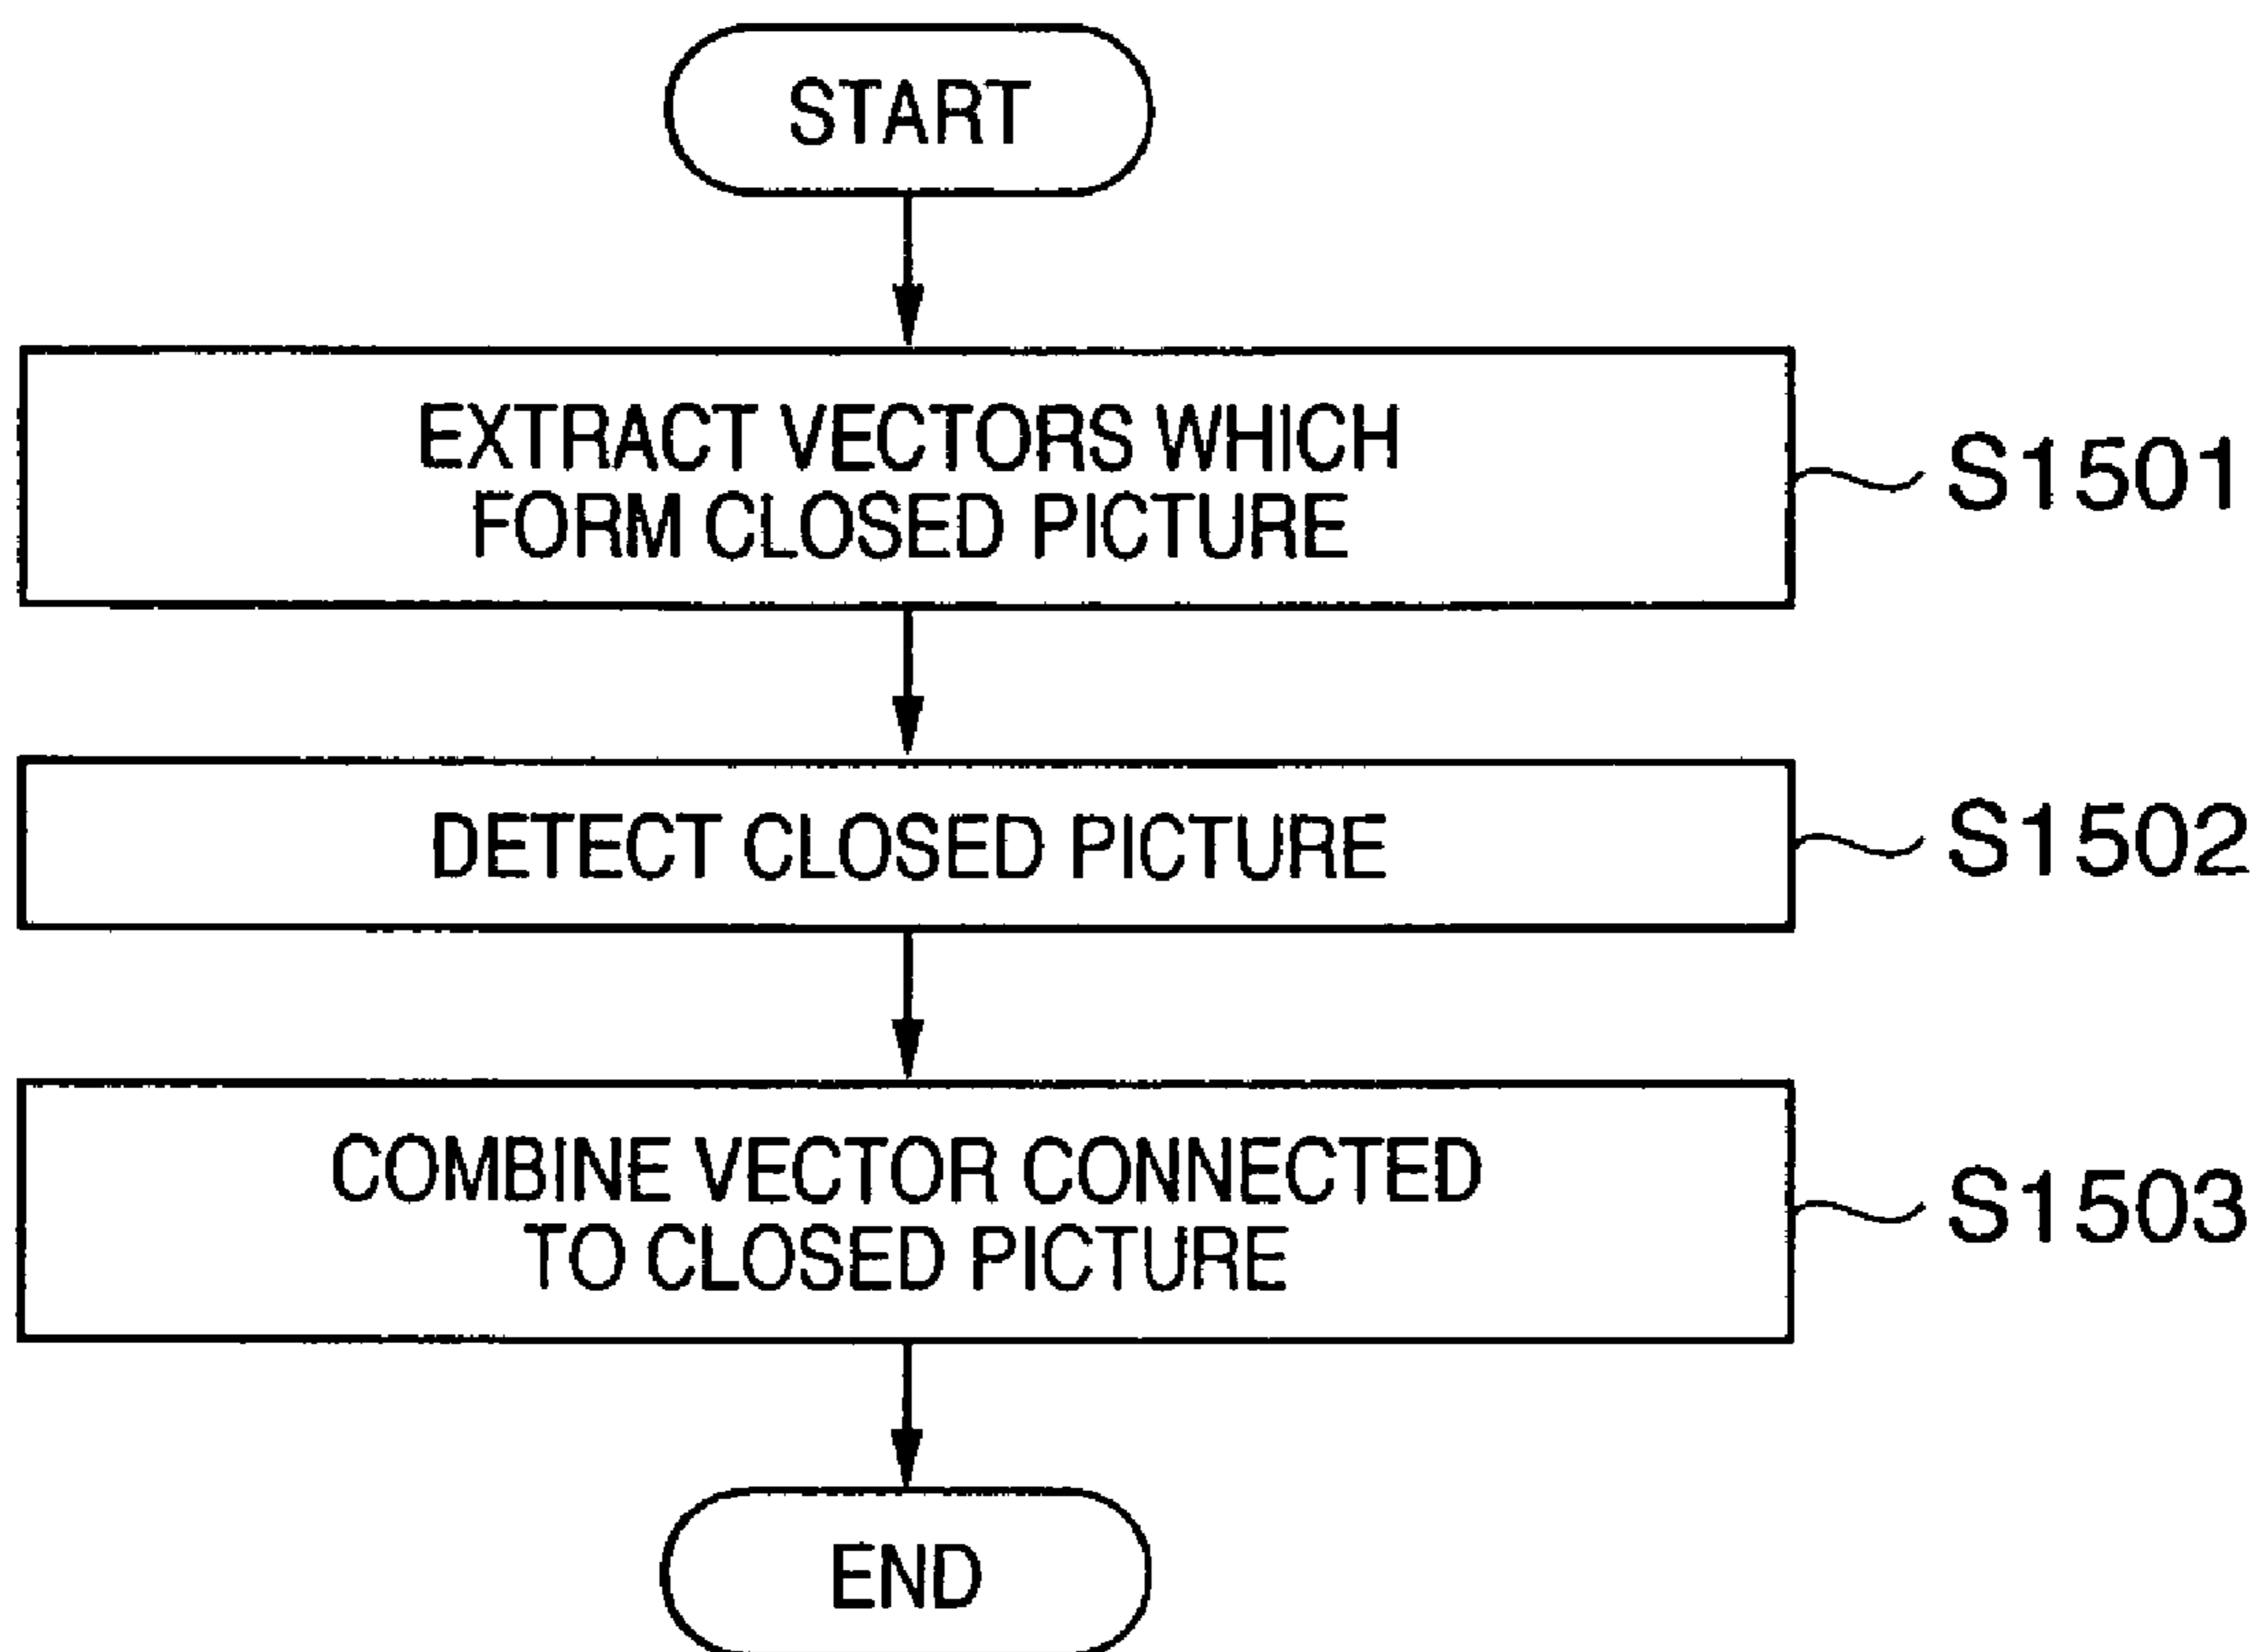 START
EXTRACT VECTORS WHICH
FORM CLOSED PICTURE
S1501
DETECT CLOSED PICTURE
S1502
COMBINE VECTOR CONNECTED
TO CLOSED PICTURE
S1503
END